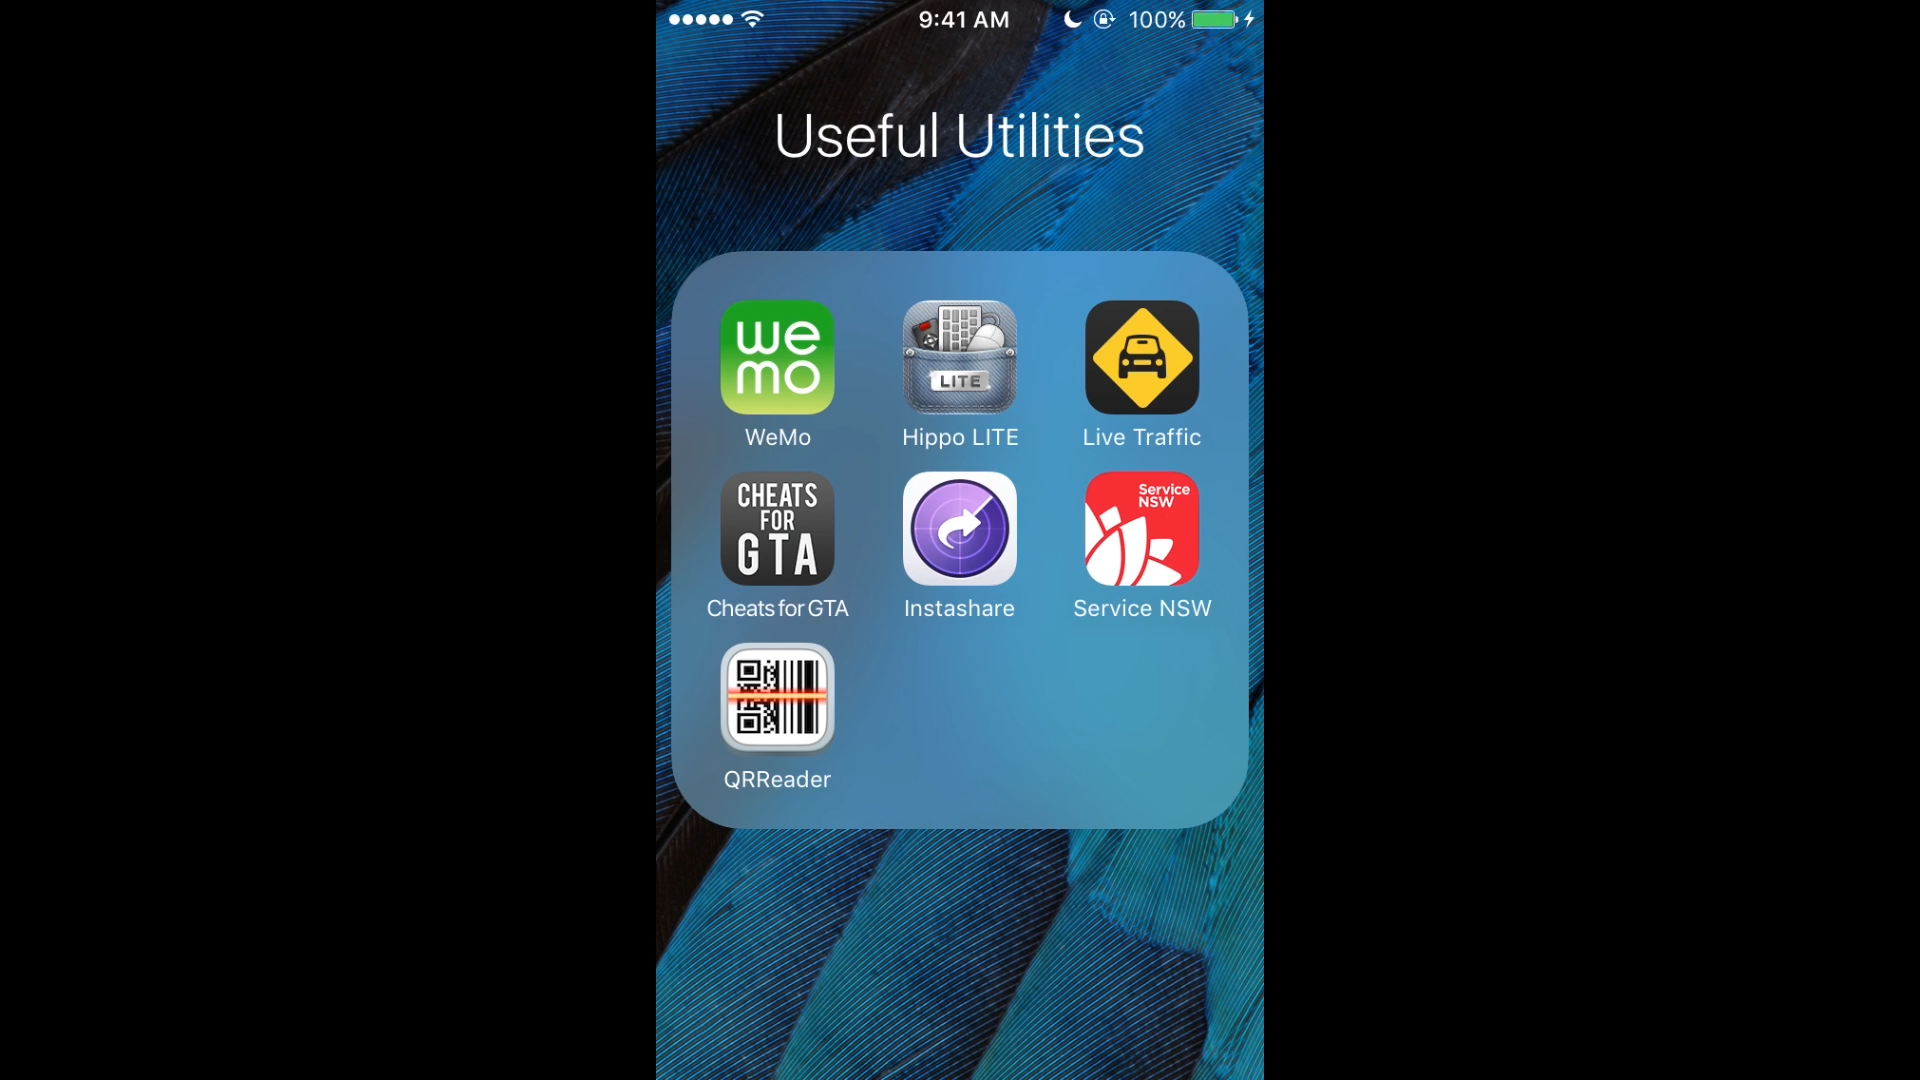 9:41 AM
100%
Useful Utilities
we
mo
WeMo
LITE
Hippo LITE
Live Traffic
CHEATS
FOR
GTA
Cheats for GTA
Instashare
Service
NSW
Service NSW
QRReader